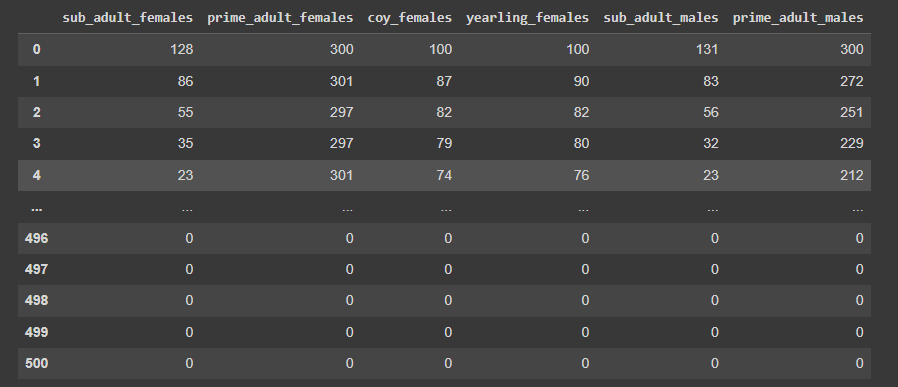 sub_adult_females prime_adult_females coy_females yearling_females sub_adult_males prime_adult_males
0 128 300 100 100 131 300
1 86 301 87 90 83 272
2 55 297 82 82 56 251
3 35 297 79 80 32 229
4 23 301 74 76 23 212
... ... ... ... ... ... ...
496 0 0 0 0 0 0
497 0 0 0 0 0 0
498 0 0 0 0 0 0
499 0 0 0 0 0 0
500 0 0 0 0 0 0